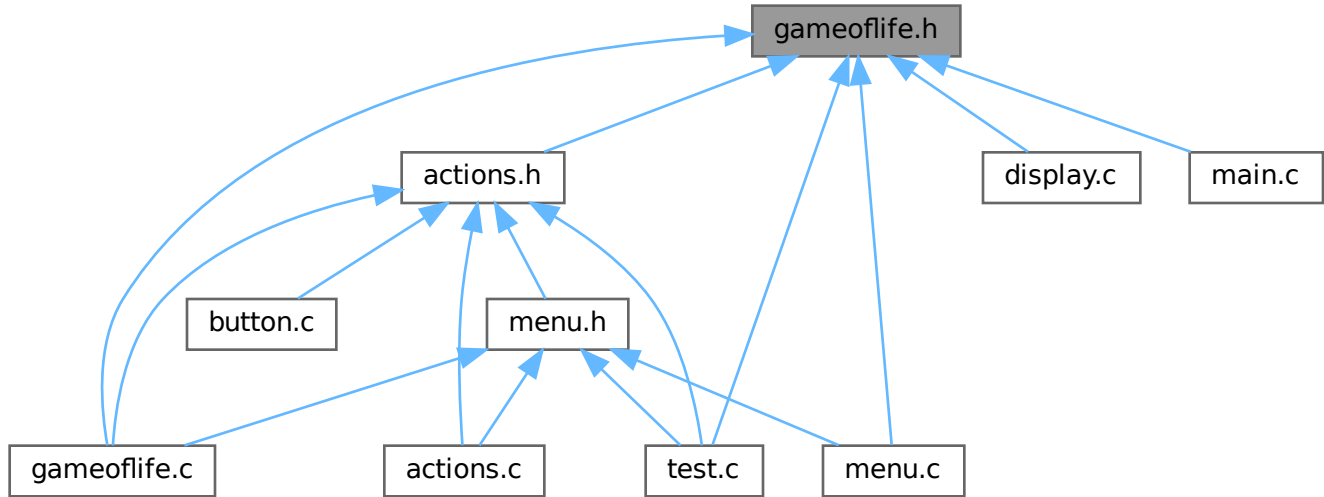 gameoflife.h
actions.h
display.c
main.c
button.c
menu.h
gameoflife.c
actions.c
test.c
menu.c